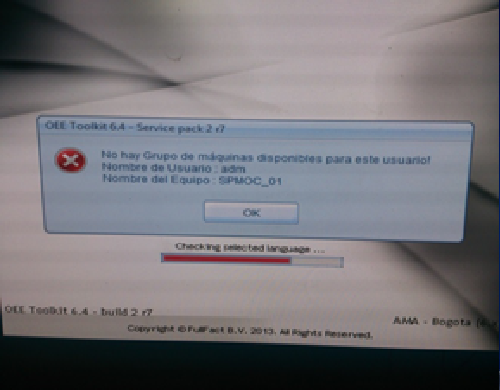 OEE Toolkit 6.4 - Service pack 2 r7
No hay Grupo de máquinas disponibles para este usuario!
Nombre de Usuario : adm
Nombre del Equipo : SPMOC_01
OK
Checking selected language ...
OEE Toolkit 6.4 - build 2 r7
AMA - Bogota
Copyright © FullFact B.V. 2013. All Rights Reserved.